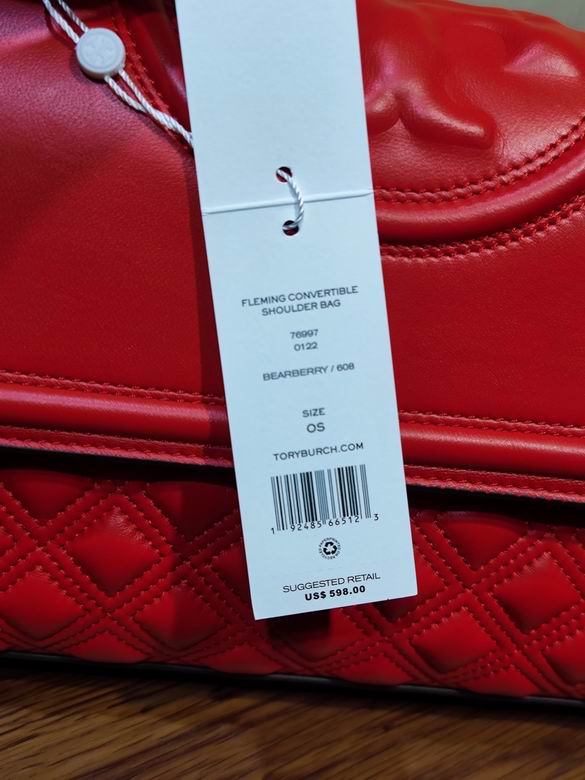 FLEMING CONVERTIBLE
SHOULDER BAG
76997
0122
BEARBERRY / 608
SIZE
OS
TORYBURCH.COM
1 92485 66512 3
SUGGESTED RETAIL
US$ 598.00